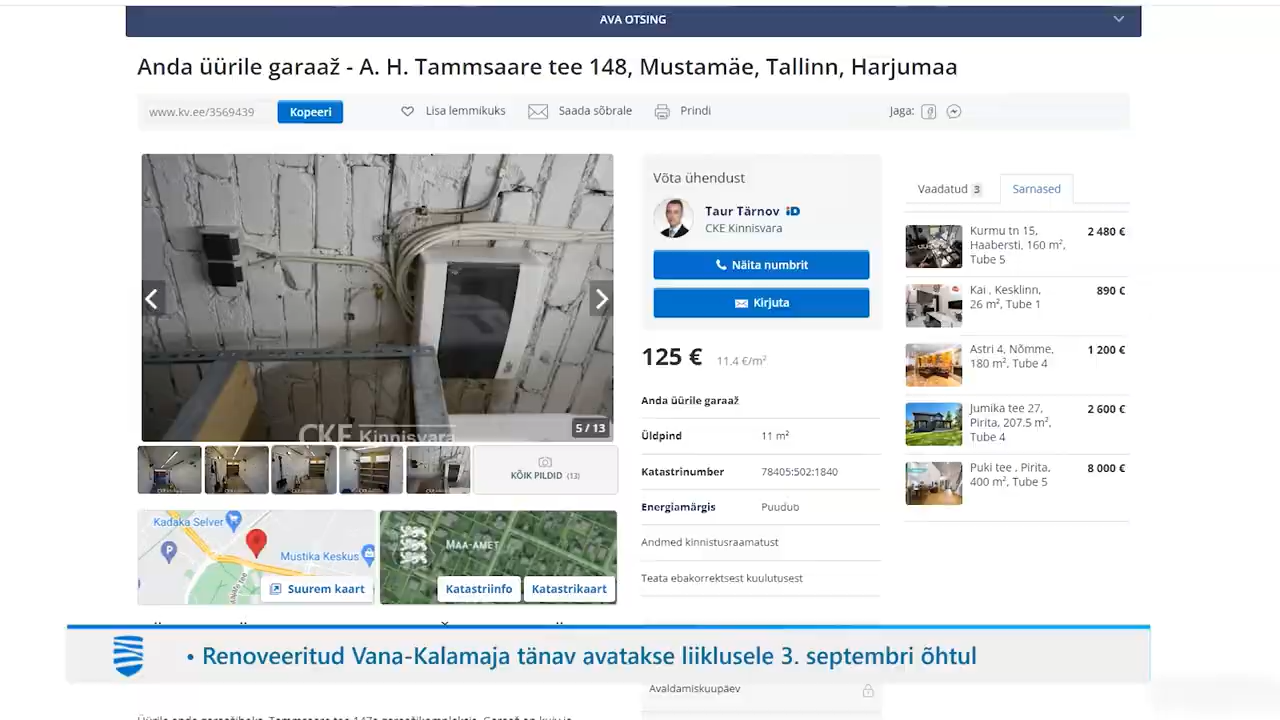 AVA OTSING
Anda üürile garaaž - A. H. Tammsaare tee 148, Mustamäe, Tallinn, Harjumaa
www.kv.ee/3569439
Kopeeri
Lisa lemmikuks
Saada sõbrale
Prindi
Jaga:
CKE Kinnisvara
5 / 13
KÕIK PILDID (13)
Kadaka Selver
P
Mustika Keskus
Suurem kaart
MAA-AMET
Katastriinfo
Katastrikaart
Võta ühendust
Taur Tärnov iD
CKE Kinnisvara
Näita numbrit
Kirjuta
125 €
11.4 €/m²
Anda üürile garaaž
Üldpind
11 m²
Katastrinumber
78405:502:1840
Energiamärgis
Puudub
Andmed kinnistusraamatust
Teata ebakorrektsest kuulutusest
Vaadatud 3
Sarnased
Kurmu tn 15,
2 480 €
Haabersti, 160 m²,
Tube 5
Kai , Kesklinn,
890 €
26 m², Tube 1
Astri 4, Nõmme,
1 200 €
180 m², Tube 4
Jumika tee 27,
2 600 €
Pirita, 207.5 m²,
Tube 4
Puki tee , Pirita,
8 000 €
400 m², Tube 5
• Renoveeritud Vana-Kalamaja tänav avatakse liiklusele 3. septembri õhtul
Avaldamiskuupäev